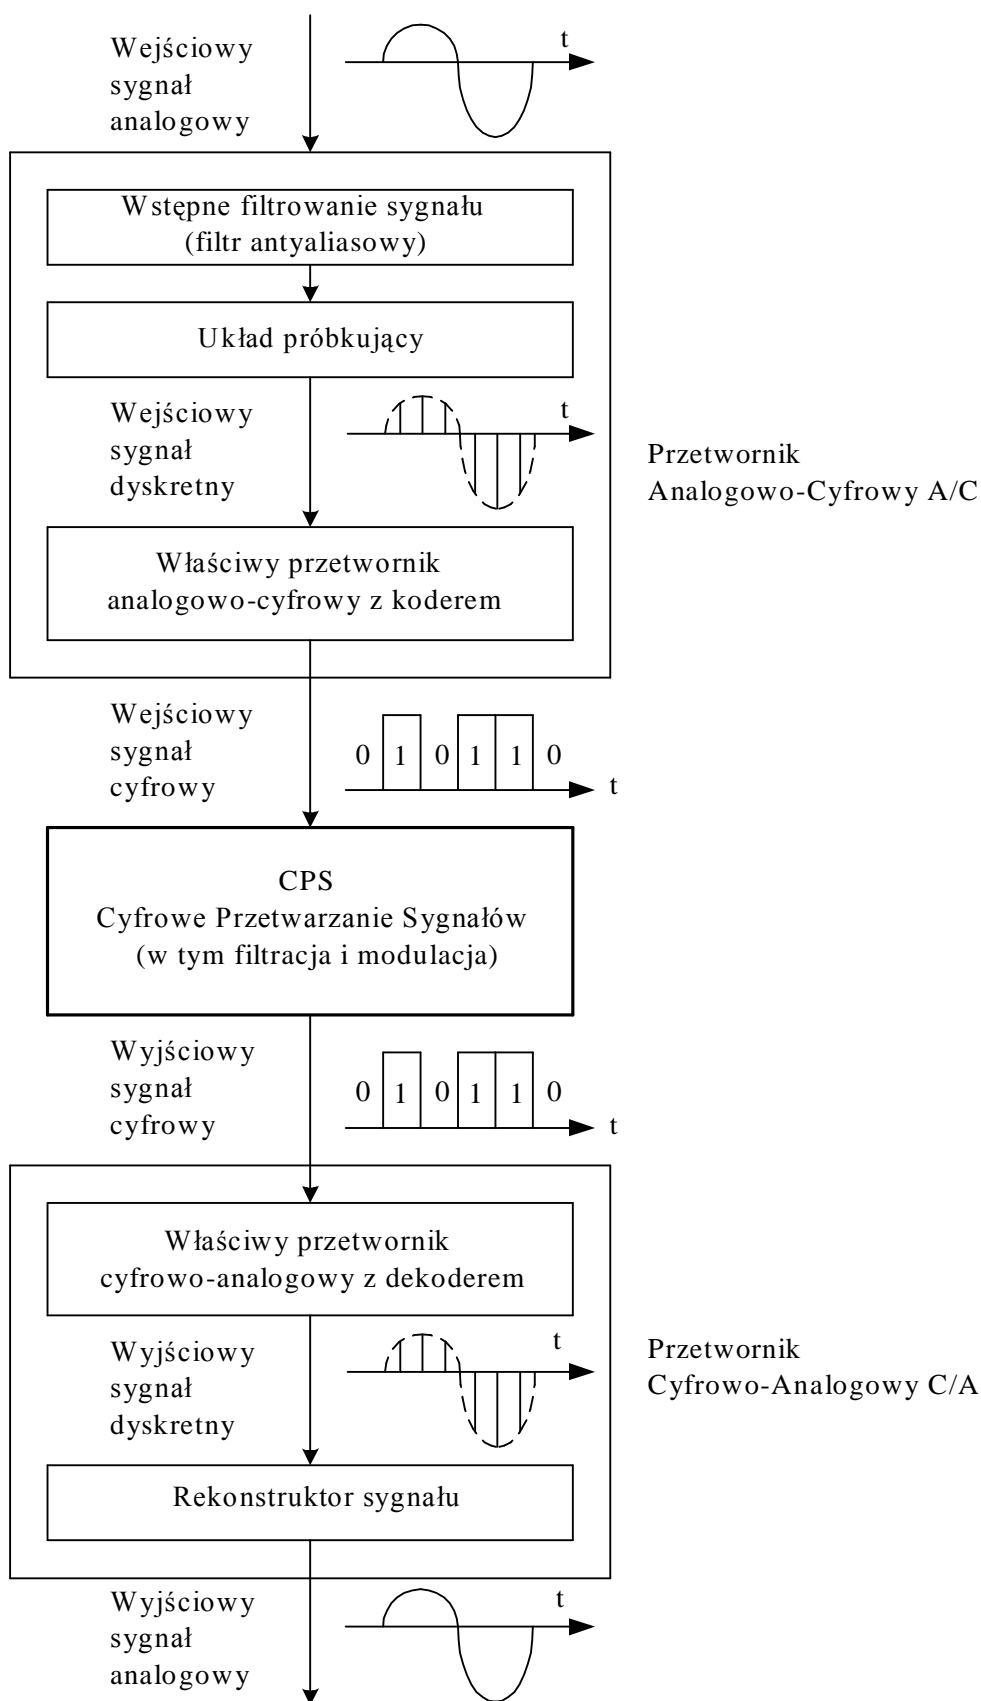 Wejściowy
sygnał
analogowy
t
Wstępne filtrowanie sygnału
(filtr antyaliasowy)
Układ próbkujący
Wejściowy
sygnał
dyskretny
t
Przetwornik
Analogowo-Cyfrowy A/C
Właściwy przetwornik
analogowo-cyfrowy z koderem
Wejściowy
sygnał
cyfrowy
0 1 0 1 1 0
t
CPS
Cyfrowe Przetwarzanie Sygnałów
(w tym filtracja i modulacja)
Wyjściowy
sygnał
cyfrowy
0 1 0 1 1 0
t
Właściwy przetwornik
cyfrowo-analogowy z dekoderem
Wyjściowy
sygnał
dyskretny
t
Przetwornik
Cyfrowo-Analogowy C/A
Rekonstruktor sygnału
Wyjściowy
sygnał
analogowy
t